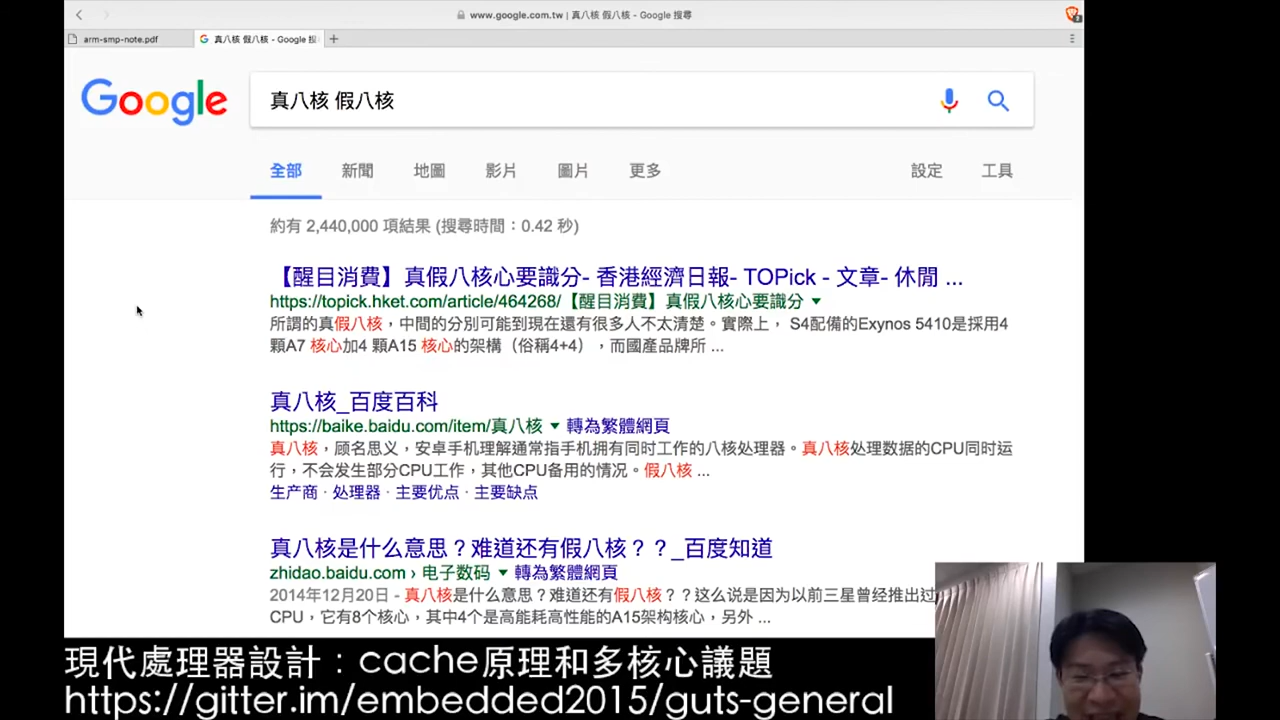 www.google.com.tw | 真八核 假八核 - Google 搜尋
arm-smp-note.pdf
真八核 假八核 - Google 搜
Google
真八核 假八核
全部 新聞 地圖 影片 圖片 更多 設定 工具
約有 2,440,000 項結果 (搜尋時間：0.42 秒)
【醒目消費】真假八核心要識分- 香港經濟日報- TOPick - 文章- 休閒 ...
https://topick.hket.com/article/464268/【醒目消費】真假八核心要識分
所謂的真假八核，中間的分別可能到現在還有很多人不太清楚。實際上， S4配備的Exynos 5410是採用4
顆A7 核心加4 顆A15 核心的架構（俗稱4+4），而國產品牌所 ...
真八核_百度百科
https://baike.baidu.com/item/真八核 轉為繁體網頁
真八核，顾名思义，安卓手机理解通常指手机拥有同时工作的八核处理器。真八核处理数据的CPU同时运
行，不会发生部分CPU工作，其他CPU备用的情况。假八核 ...
生产商 · 处理器 · 主要优点 · 主要缺点
真八核是什么意思？难道还有假八核？？_百度知道
zhidao.baidu.com › 电子数码 轉為繁體網頁
2014年12月20日 - 真八核是什么意思？难道还有假八核？？这么说是因为以前三星曾经推出过
CPU，它有8个核心，其中4个是高能耗高性能的A15架构核心，另外 ...
現代處理器設計：cache原理和多核心議題
https://gitter.im/embedded2015/guts-general